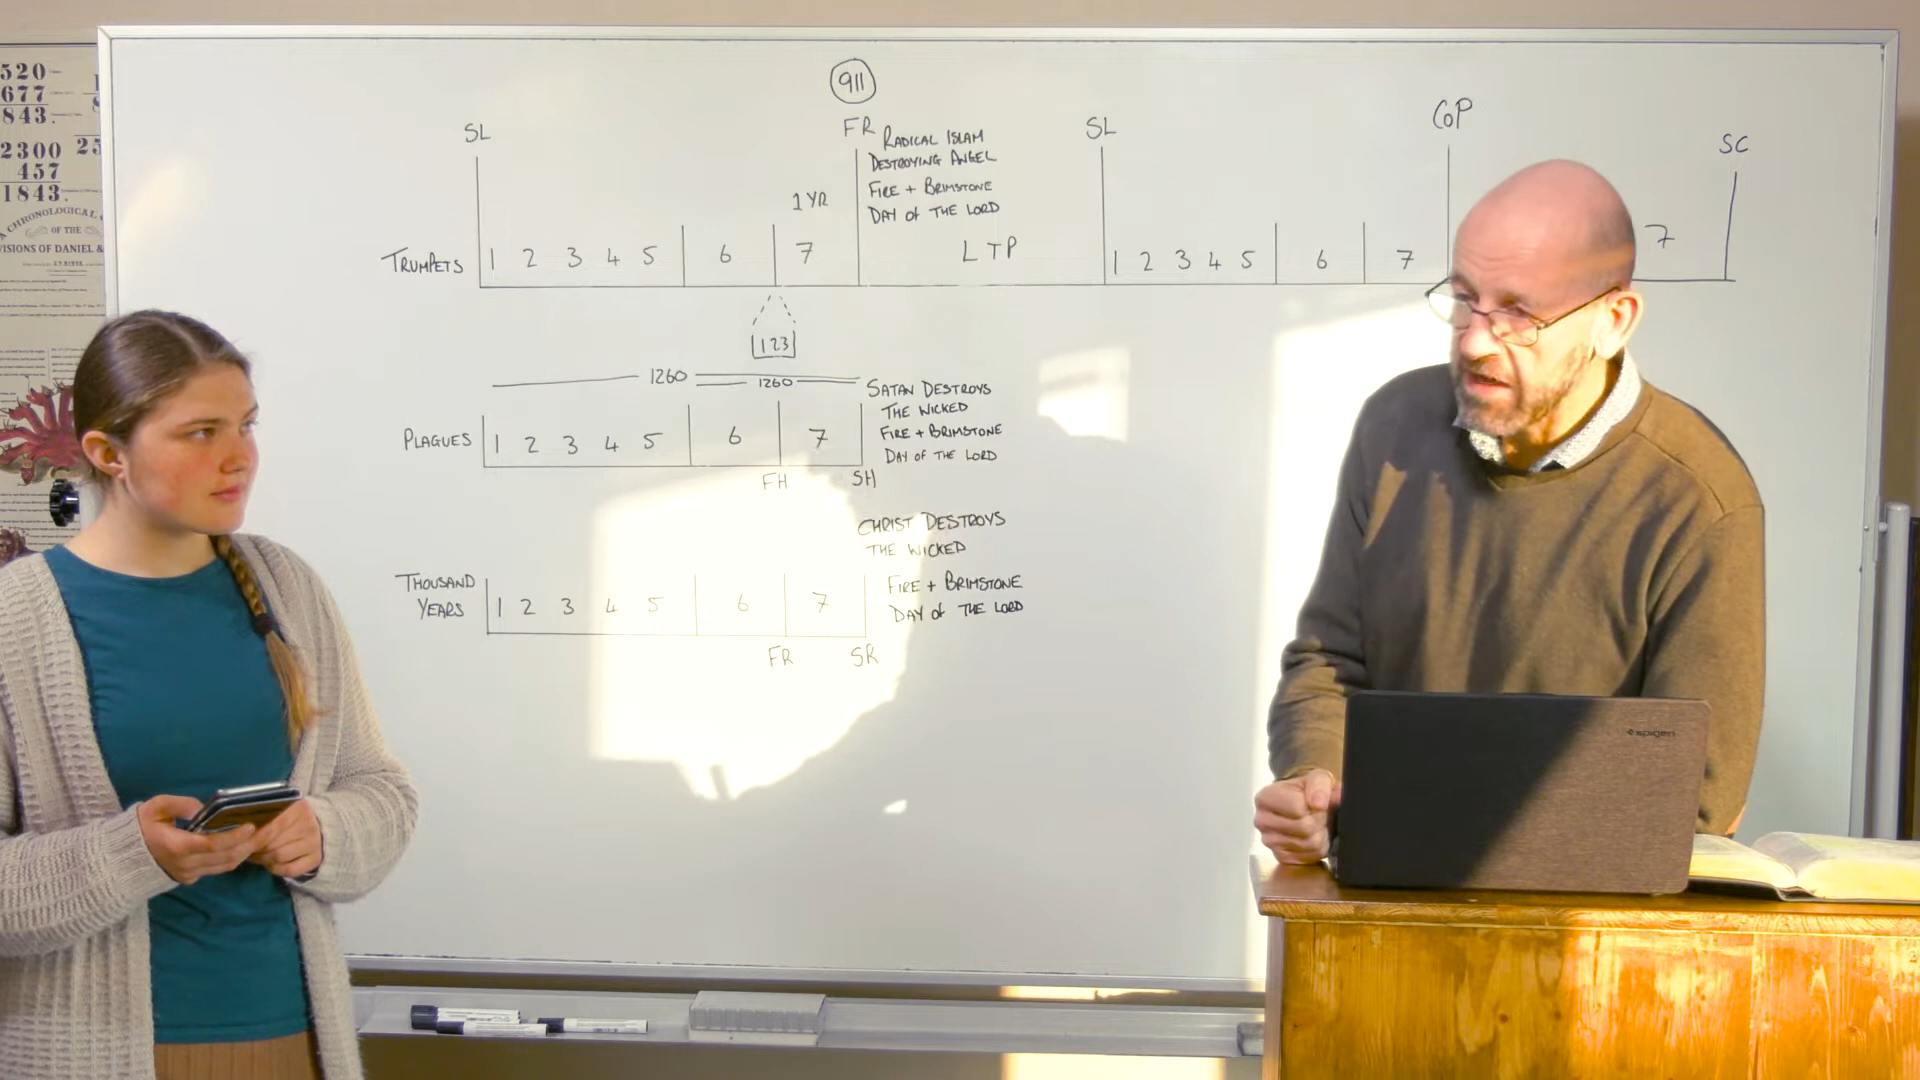 520
677
843.
2300
457
1843.
25
A CHRONOLOGICAL
OF THE
VISIONS OF DANIEL &
911
SL
FR
RADICAL ISLAM
DESTROYING ANGEL
FIRE + BRIMSTONE
DAY of THE LORD
SL
CoP
SC
1 YR
TRUMPETS
1 2 3 4 5 6 7
LTP
1 2 3 4 5 6 7
7
123
1260
1260
SATAN DESTROYS
THE WICKED
FIRE + BRIMSTONE
DAY OF THE LORD
PLAGUES
1 2 3 4 5 6 7
FH
SH
CHRIST DESTROYS
THE WICKED
FIRE + BRIMSTONE
DAY of THE LORD
THOUSAND
YEARS
1 2 3 4 5 6 7
FR
SR
spigen